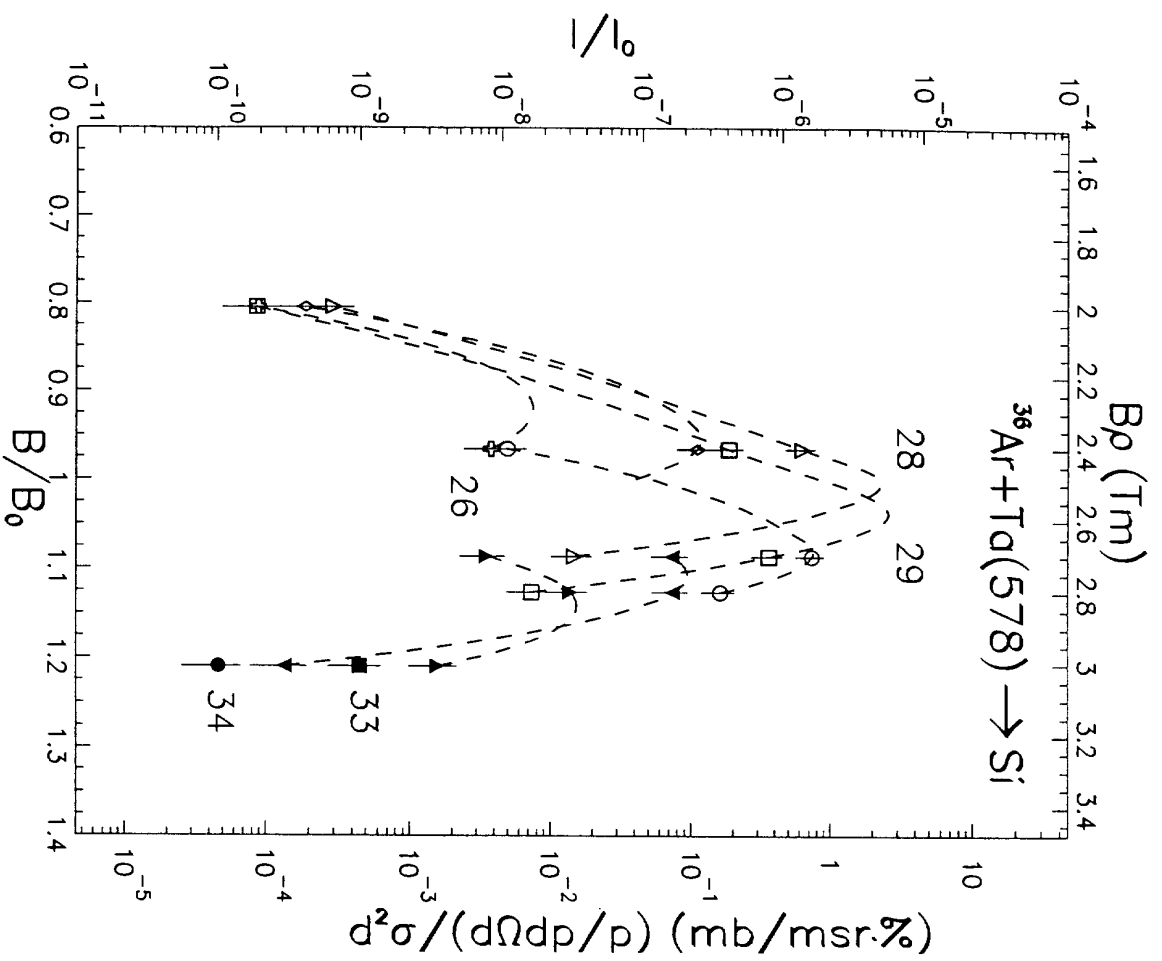 Bρ (Tm)
1.6 1.8 2 2.2 2.4 2.6 2.8 3 3.2 3.4
³⁶Ar+Ta(578)→Si
28 29
26
33
34
I/I₀
10⁻⁴
10⁻⁵
10⁻⁶
10⁻⁷
10⁻⁸
10⁻⁹
10⁻¹⁰
10⁻¹¹
d²σ/(dΩdp/p) (mb/msr·%)
10
1
10⁻¹
10⁻²
10⁻³
10⁻⁴
10⁻⁵
0.6 0.7 0.8 0.9 1 1.1 1.2 1.3 1.4
B/B₀